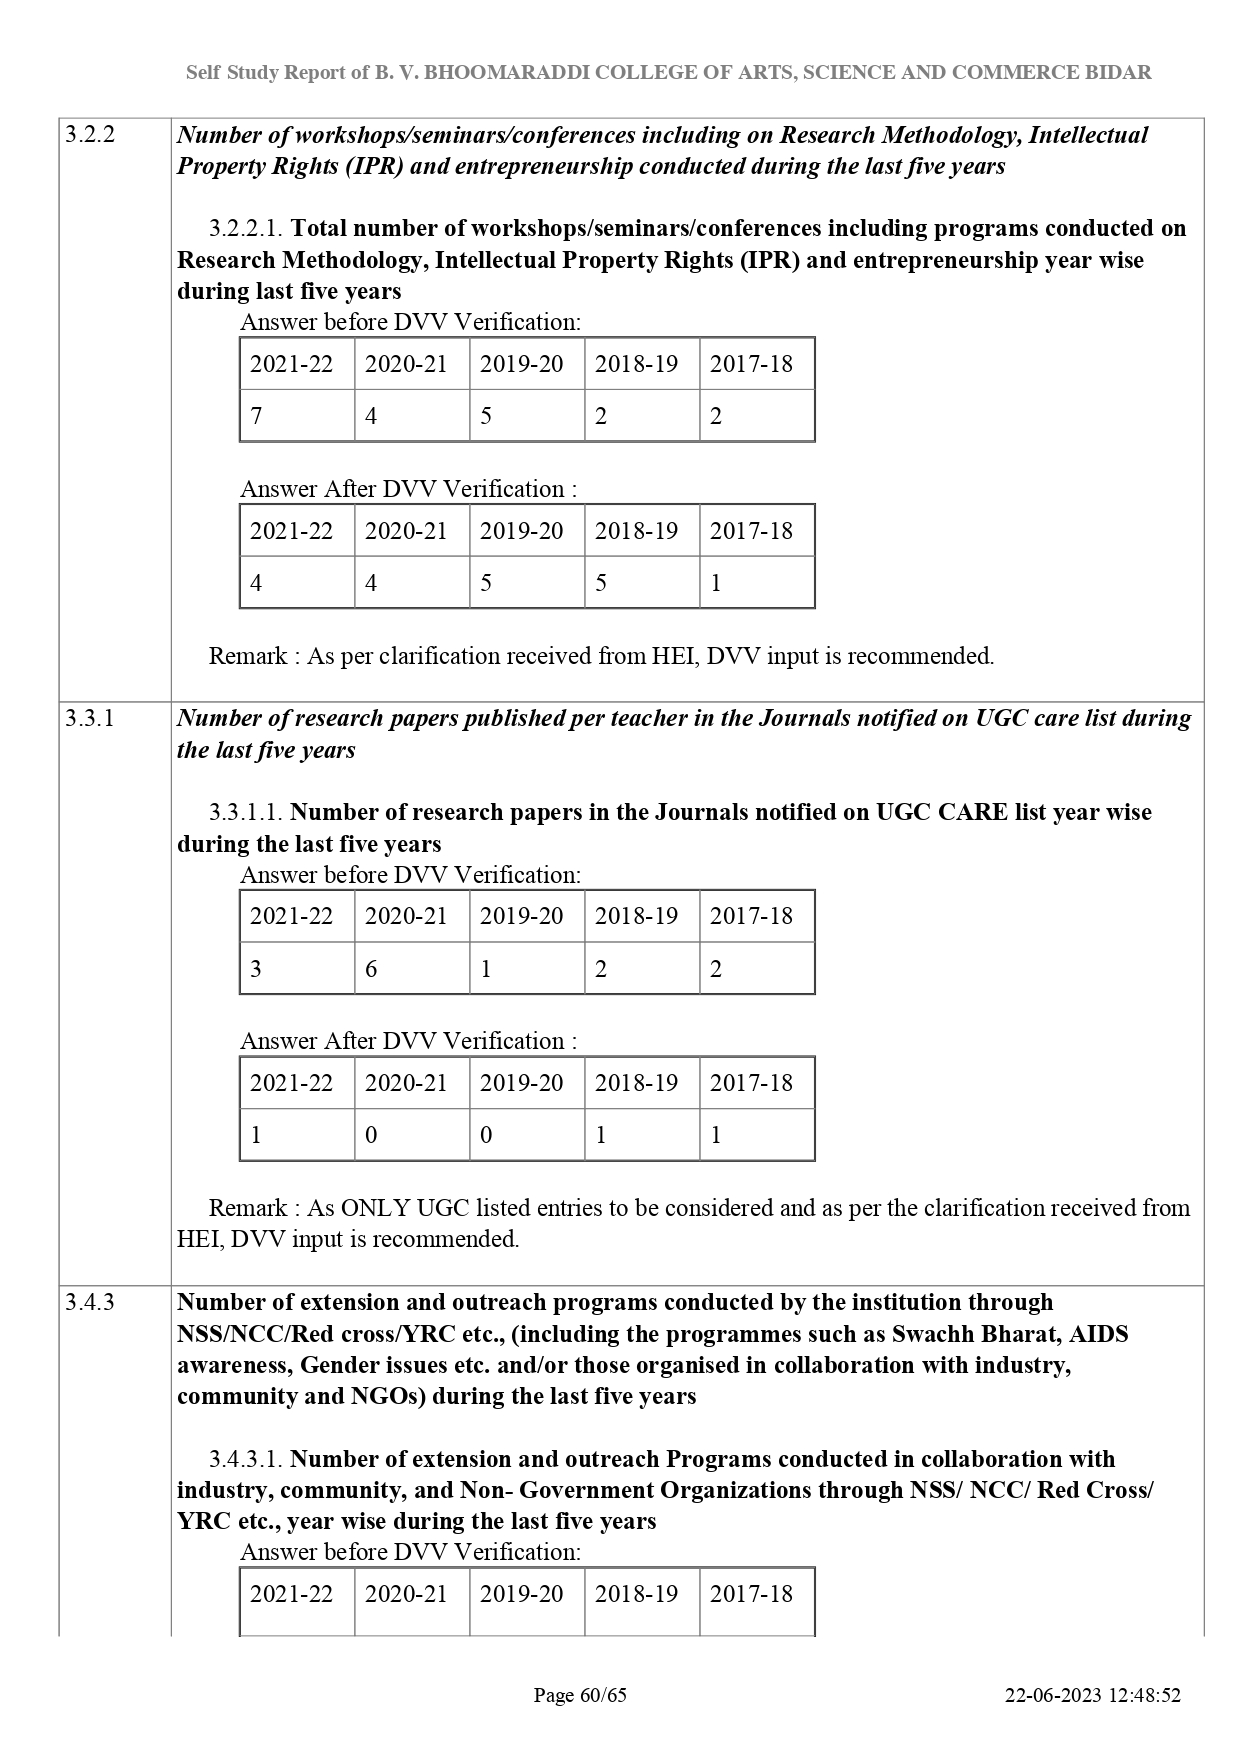 Self Study Report of B. V. BHOOMARADDI COLLEGE OF ARTS, SCIENCE AND COMMERCE BIDAR
3.2.2 Number of workshops/seminars/conferences including on Research Methodology, Intellectual
Property Rights (IPR) and entrepreneurship conducted during the last five years
3.2.2.1. Total number of workshops/seminars/conferences including programs conducted on
Research Methodology, Intellectual Property Rights (IPR) and entrepreneurship year wise
during last five years
Answer before DVV Verification:
2021-22 2020-21 2019-20 2018-19 2017-18
7 4 5 2 2
Answer After DVV Verification :
2021-22 2020-21 2019-20 2018-19 2017-18
4 4 5 5 1
Remark : As per clarification received from HEI, DVV input is recommended.
3.3.1 Number of research papers published per teacher in the Journals notified on UGC care list during
the last five years
3.3.1.1. Number of research papers in the Journals notified on UGC CARE list year wise
during the last five years
Answer before DVV Verification:
2021-22 2020-21 2019-20 2018-19 2017-18
3 6 1 2 2
Answer After DVV Verification :
2021-22 2020-21 2019-20 2018-19 2017-18
1 0 0 1 1
Remark : As ONLY UGC listed entries to be considered and as per the clarification received from
HEI, DVV input is recommended.
3.4.3 Number of extension and outreach programs conducted by the institution through
NSS/NCC/Red cross/YRC etc., (including the programmes such as Swachh Bharat, AIDS
awareness, Gender issues etc. and/or those organised in collaboration with industry,
community and NGOs) during the last five years
3.4.3.1. Number of extension and outreach Programs conducted in collaboration with
industry, community, and Non- Government Organizations through NSS/ NCC/ Red Cross/
YRC etc., year wise during the last five years
Answer before DVV Verification:
2021-22 2020-21 2019-20 2018-19 2017-18
Page 60/65 22-06-2023 12:48:52